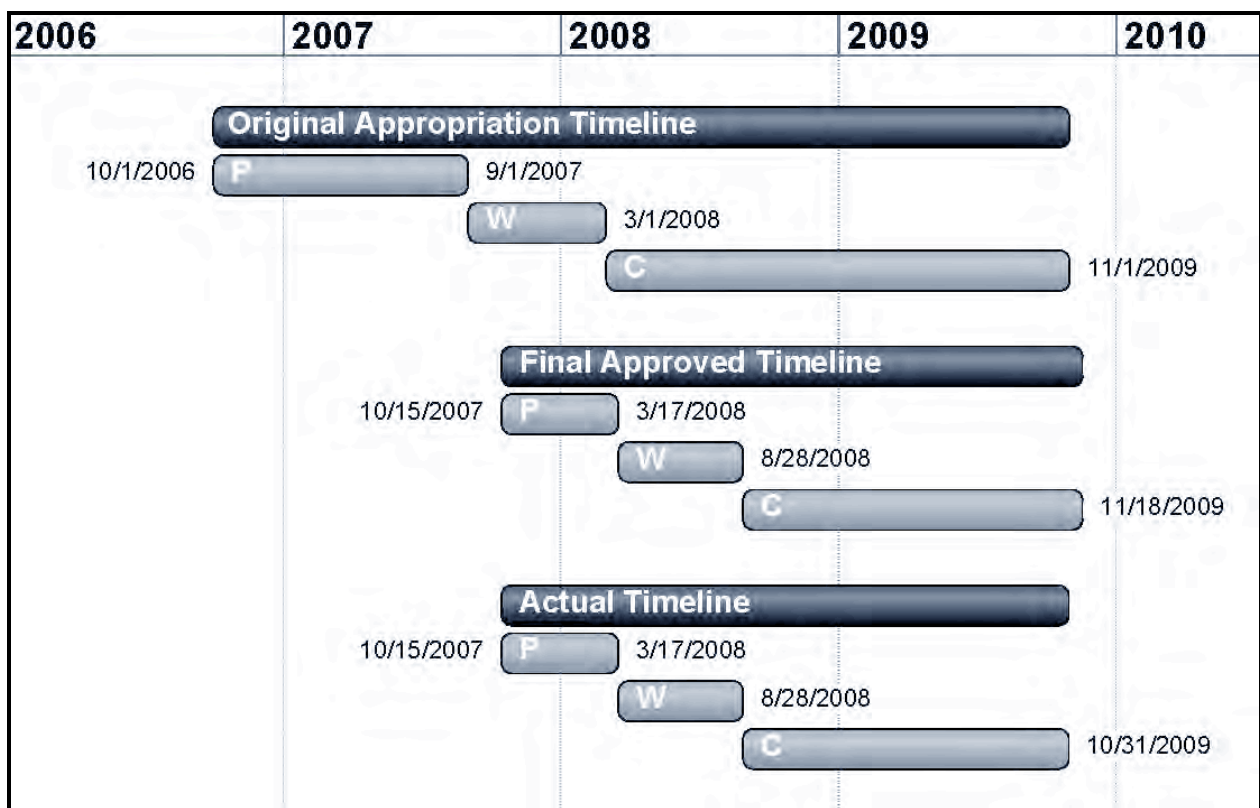 2006 2007 2008 2009 2010
Original Appropriation Timeline
10/1/2006 P 9/1/2007
W 3/1/2008
C 11/1/2009
Final Approved Timeline
10/15/2007 P 3/17/2008
W 8/28/2008
C 11/18/2009
Actual Timeline
10/15/2007 P 3/17/2008
W 8/28/2008
C 10/31/2009